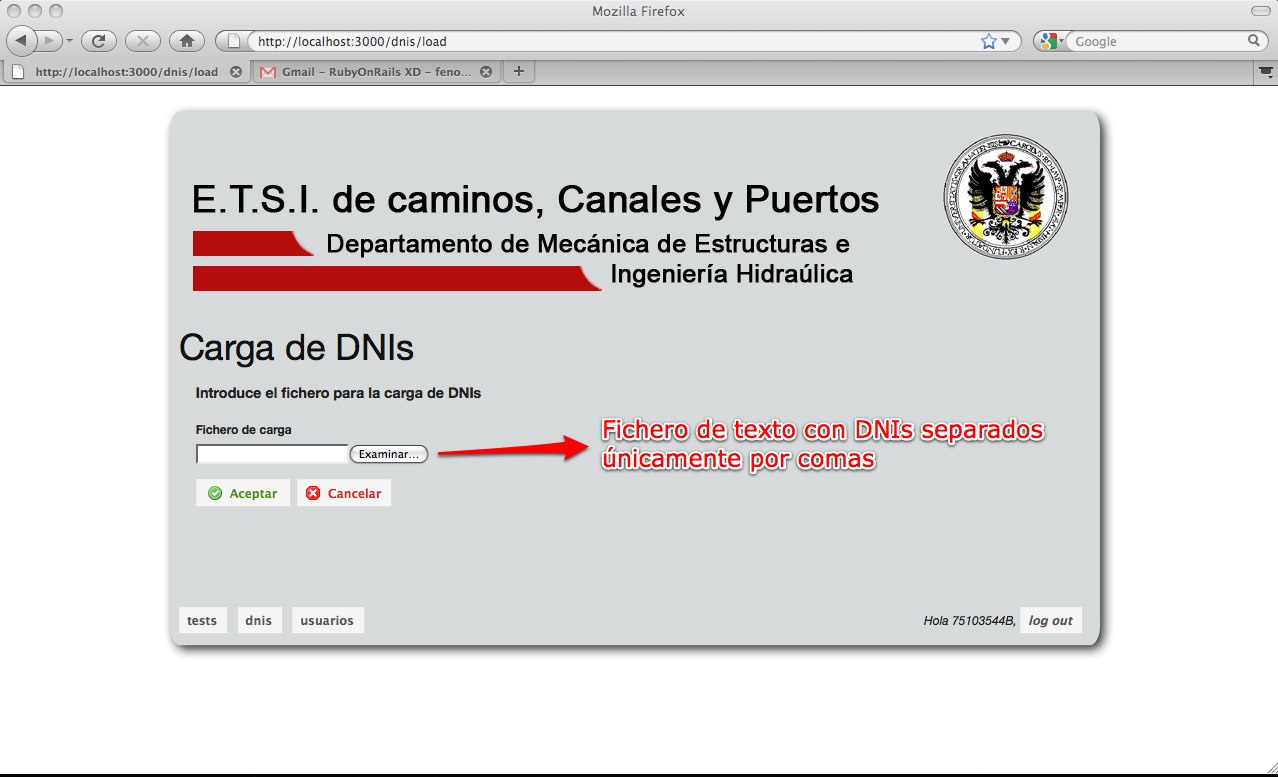 Mozilla Firefox
http://localhost:3000/dnis/load
Google
http://localhost:3000/dnis/load
Gmail – RubyOnRails XD – feno...
E.T.S.I. de caminos, Canales y Puertos
Departamento de Mecánica de Estructuras e
Ingeniería Hidraúlica
Carga de DNIs
Introduce el fichero para la carga de DNIs
Fichero de carga
Examinar...
Fichero de texto con DNIs separados
únicamente por comas
Aceptar
Cancelar
tests
dnis
usuarios
Hola 75103544B,
log out